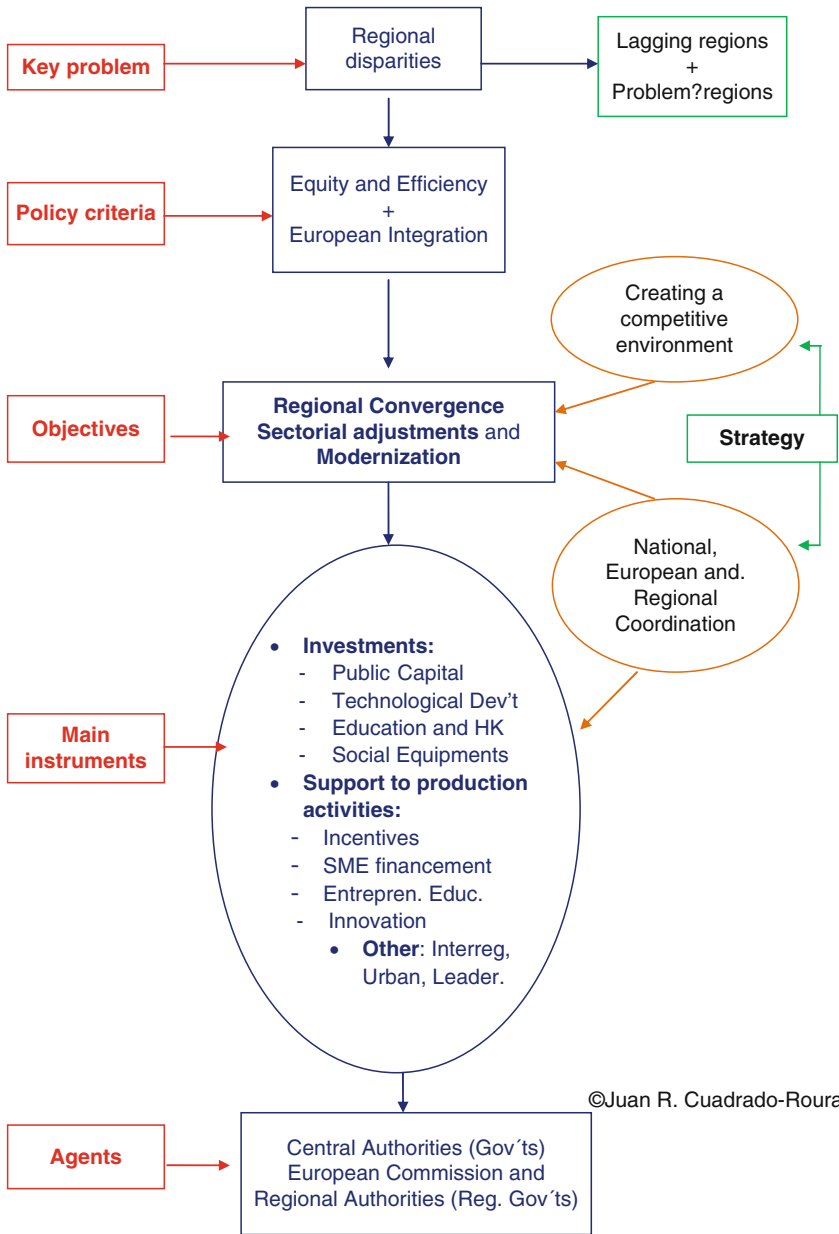 Key problem
Regional
disparities
Lagging regions
+
Problem?regions
Policy criteria
Equity and Efficiency
+
European Integration
Creating a
competitive
environment
Objectives
Regional Convergence
Sectorial adjustments and
Modernization
Strategy
National,
European and.
Regional
Coordination
Main
instruments
• Investments:
- Public Capital
- Technological Dev't
- Education and HK
- Social Equipments
• Support to production
activities:
- Incentives
- SME financement
- Entrepren. Educ.
- Innovation
• Other: Interreg,
Urban, Leader.
©Juan R. Cuadrado-Roura
Agents
Central Authorities (Gov´ts)
European Commission and
Regional Authorities (Reg. Gov´ts)